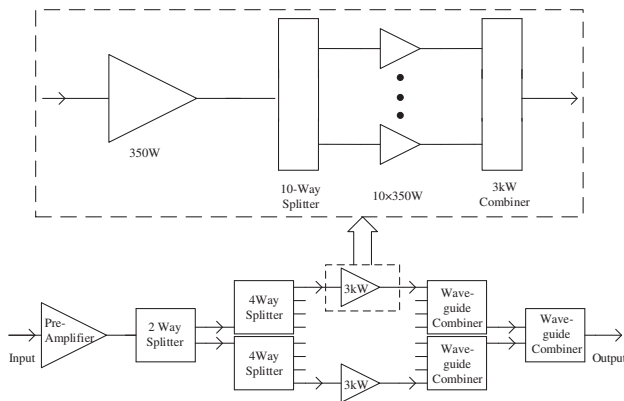 350W
10-Way
Splitter
10×350W
3kW
Combiner
Input
Pre-
Amplifier
2 Way
Splitter
4Way
Splitter
4Way
Splitter
3kW
3kW
Wave-
guide
Combiner
Wave-
guide
Combiner
Wave-
guide
Combiner
Output